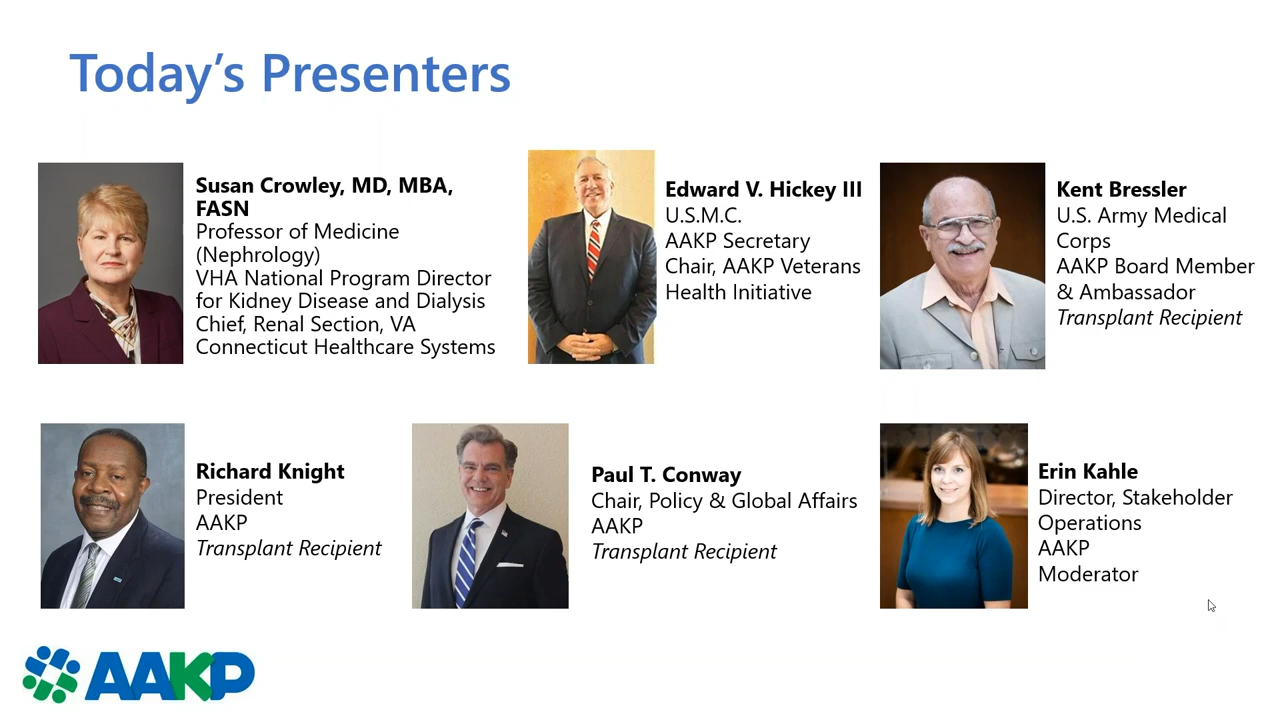 Today's Presenters
Susan Crowley, MD, MBA,
FASN
Professor of Medicine
(Nephrology)
VHA National Program Director
for Kidney Disease and Dialysis
Chief, Renal Section, VA
Connecticut Healthcare Systems
Edward V. Hickey III
U.S.M.C.
AAKP Secretary
Chair, AAKP Veterans
Health Initiative
Kent Bressler
U.S. Army Medical
Corps
AAKP Board Member
& Ambassador
Transplant Recipient
Richard Knight
President
AAKP
Transplant Recipient
Paul T. Conway
Chair, Policy & Global Affairs
AAKP
Transplant Recipient
Erin Kahle
Director, Stakeholder
Operations
AAKP
Moderator
AAKP